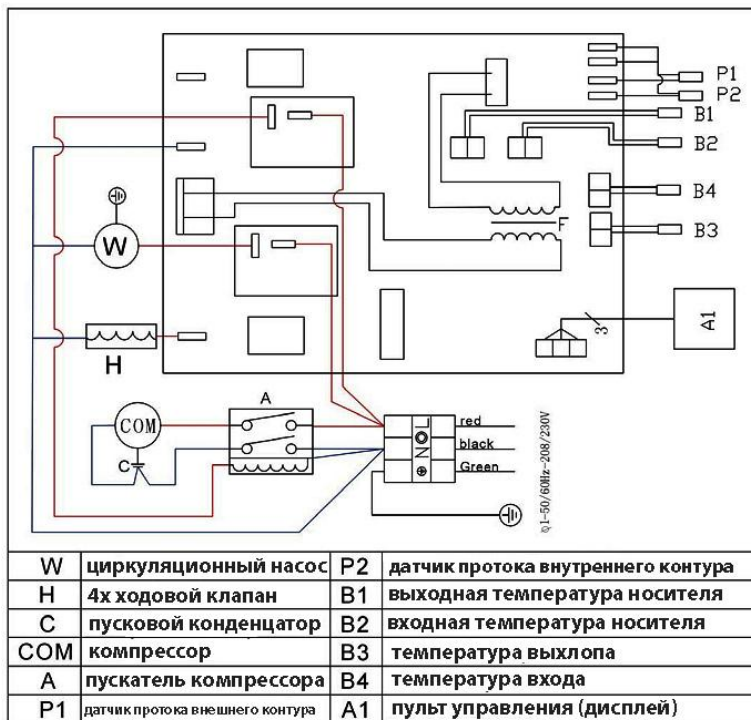 P1
P2
B1
B2
B4
F
B3
W
3
A1
H
A
COM
C
L
N
red
black
Green
φ1-50/60Hz-208/230V
W циркуляционный насос P2 датчик протока внутреннего контура
H 4х ходовой клапан B1 выходная температура носителя
C пусковой конденцатор B2 входная температура носителя
COM компрессор B3 температура выхлопа
A пускатель компрессора B4 температура входа
P1 датчик протока внешнего контура A1 пульт управления (дисплей)